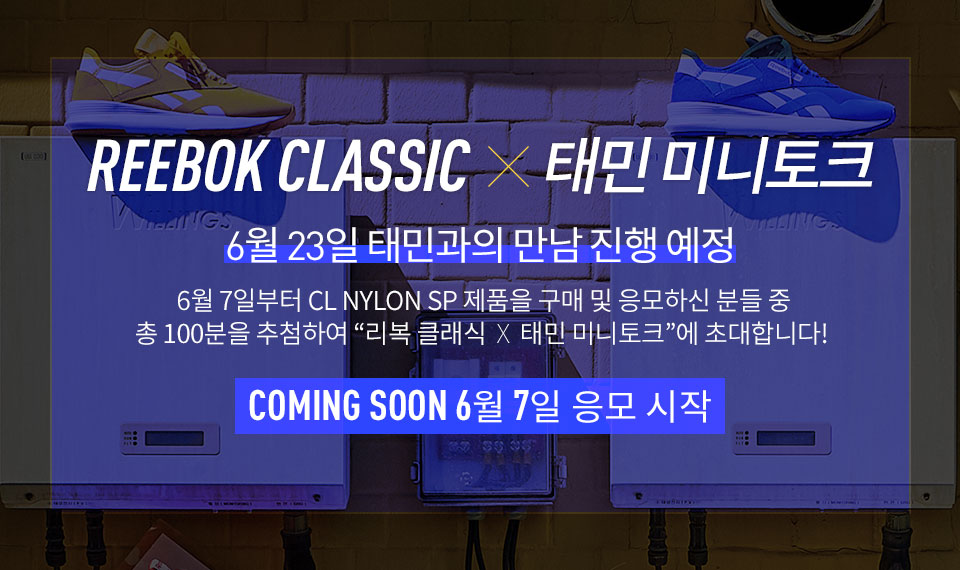 REEBOK CLASSIC X 태민 미니토크
WILLINGS
6월 23일 태민과의 만남 진행 예정
6월 7일부터 CL NYLON SP 제품을 구매 및 응모하신 분들 중
총 100분을 추첨하여 “리복 클래식 X 태민 미니토크”에 초대합니다!
COMING SOON 6월 7일 응모 시작